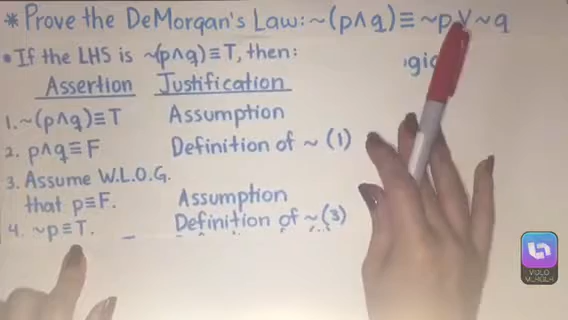 * Prove the DeMorgan's Law: ~(p∧q) ≡ ~p ∨ ~q
• If the LHS is ~(p∧q) ≡ T, then:
Assertion Justification
1. ~(p∧q) ≡ T Assumption
2. p∧q ≡ F Definition of ~ (1)
3. Assume W.L.O.G.
that p ≡ F. Assumption
4. ~p ≡ T. Definition of ~ (3)